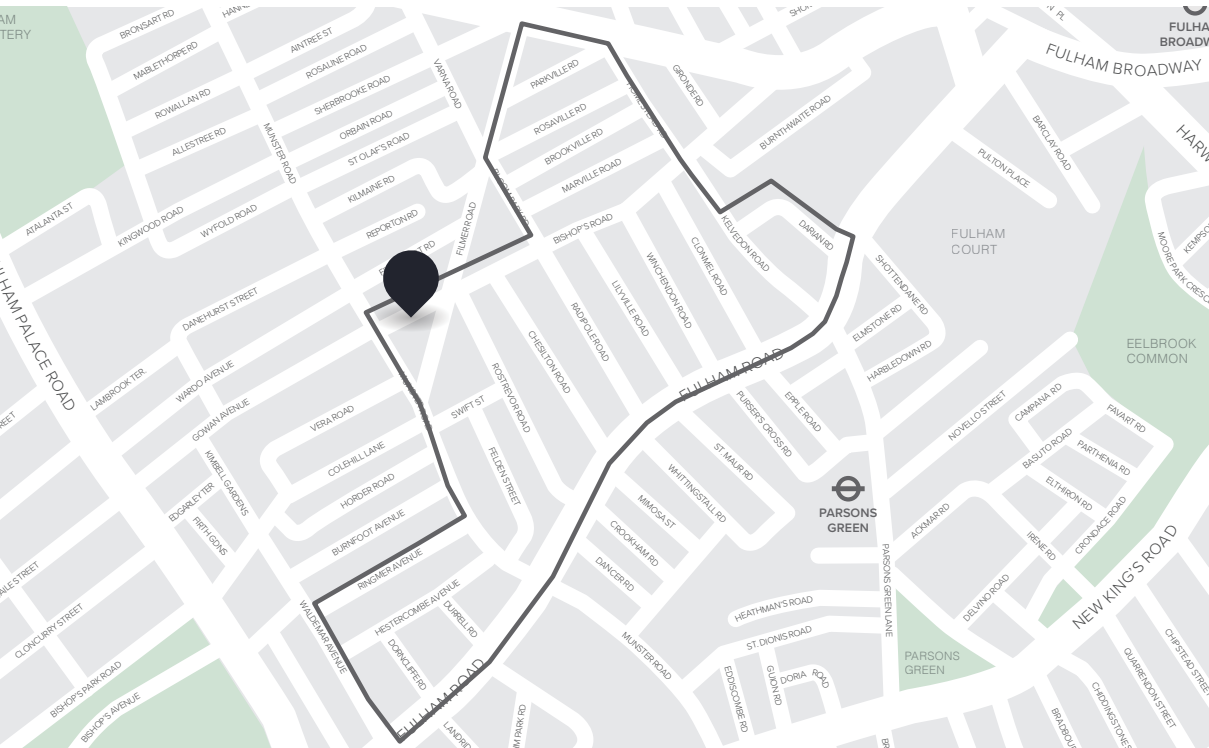 BRONSART RD
AINTREE ST
ROSALINE ROAD
MABLETHORPE RD
SHERBROOKE ROAD
ROWALLAN RD
ORBAIN ROAD
ALLESTREE RD
ST OLAF'S ROAD
MUNSTER ROAD
VARNA ROAD
KILMAINE RD
REPORTON RD
FILMER ROAD
ATALANTA ST
KINGWOOD ROAD
WYFOLD ROAD
PARKVILLE RD
ROSAVILLE RD
BROOKVILLE RD
MARVILLE ROAD
BISHOP'S ROAD
GIRONDE RD
BURNTHWAITE ROAD
FULHAM BROADWAY
BARCLAY ROAD
PULTON PLACE
FULHAM
COURT
KELVEDON ROAD
DARIAN RD
CLONMEL ROAD
WINCHENDON ROAD
LILYVILLE ROAD
RADIPOLE ROAD
CHESILTON ROAD
ROSTREVOR ROAD
SWIFT ST
FELDEN STREET
SHOTTENDANE RD
ELMSTONE RD
HARBLEDOWN RD
EELBROOK
COMMON
DANEHURST STREET
LAMBROOK TER
WARDO AVENUE
GOWAN AVENUE
KIMBELL GARDENS
EDGARLEY TER
FIRTH GDNS
VERA ROAD
COLEHILL LANE
HORDER ROAD
BURNFOOT AVENUE
RINGMER AVENUE
HESTERCOMBE AVENUE
DURRELL RD
DORNCLIFFE RD
WALDEMAR AVENUE
FULHAM ROAD
FULHAM ROAD
PURSER'S CROSS RD
EPPLE ROAD
ST. MAUR RD
WHITTINGSTALL RD
MIMOSA ST
CROOKHAM RD
DANCER RD
MUNSTER ROAD
PARSONS
GREEN
PARSONS GREEN LANE
NOVELLO STREET
CAMPANA RD
FAVART RD
BASUTO ROAD
PARTHENIA RD
ELTHIRON RD
CRONDACE ROAD
ACKMAR RD
IRENE RD
DELVINO ROAD
NEW KING'S ROAD
HEATHMAN'S ROAD
ST. DIONIS ROAD
EDDISCOMBE RD
GUION RD
DORIA ROAD
PARSONS
GREEN
QUARRENDON STREET
CLONCURRY STREET
BISHOP'S PARK ROAD
BISHOP'S AVENUE